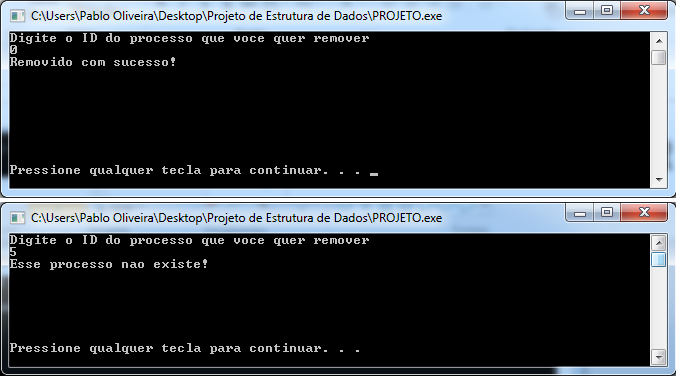 C:\Users\Pablo Oliveira\Desktop\Projeto de Estrutura de Dados\PROJETO.exe
Digite o ID do processo que voce quer remover
0
Removido com sucesso!
Pressione qualquer tecla para continuar. . . _
C:\Users\Pablo Oliveira\Desktop\Projeto de Estrutura de Dados\PROJETO.exe
Digite o ID do processo que voce quer remover
5
Esse processo nao existe!
Pressione qualquer tecla para continuar. . .